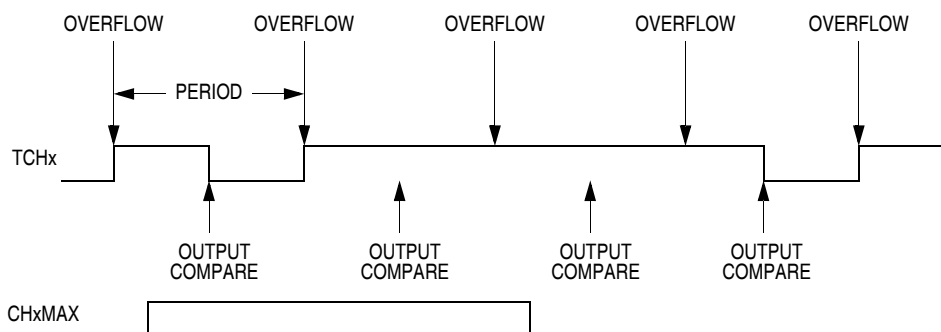 OVERFLOW OVERFLOW OVERFLOW OVERFLOW OVERFLOW
PERIOD
TCHx
OUTPUT OUTPUT OUTPUT OUTPUT
COMPARE COMPARE COMPARE COMPARE
CHxMAX